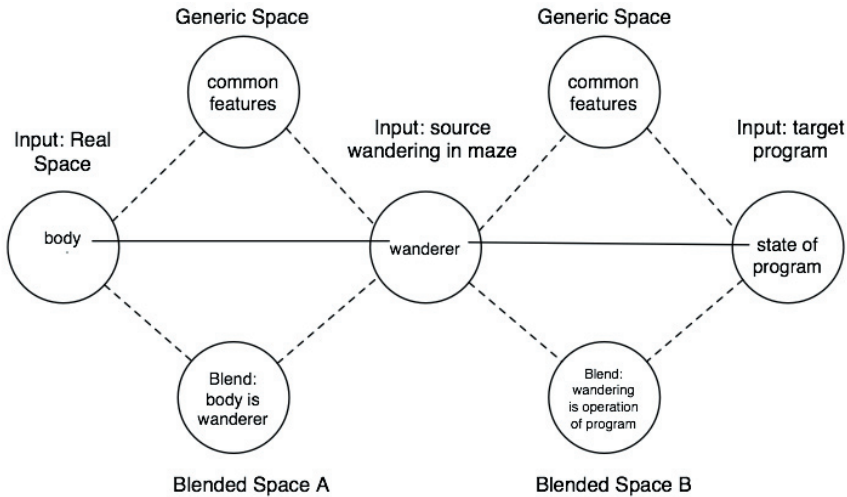 Generic Space
Generic Space
common
features
common
features
Input: Real
Space
Input: source
wandering in maze
Input: target
program
body
wanderer
state of
program
Blend:
body is
wanderer
Blend:
wandering
is operation
of program
Blended Space A
Blended Space B